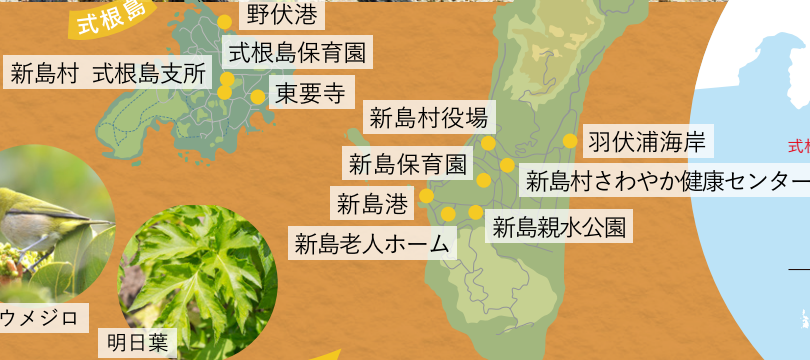 式根島
野伏港
式根島保育園
新島村 式根島支所
東要寺
新島村役場
羽伏浦海岸
新島保育園
新島村さわやか健康センター
新島港
新島親水公園
新島老人ホーム
ウメジロ
明日葉